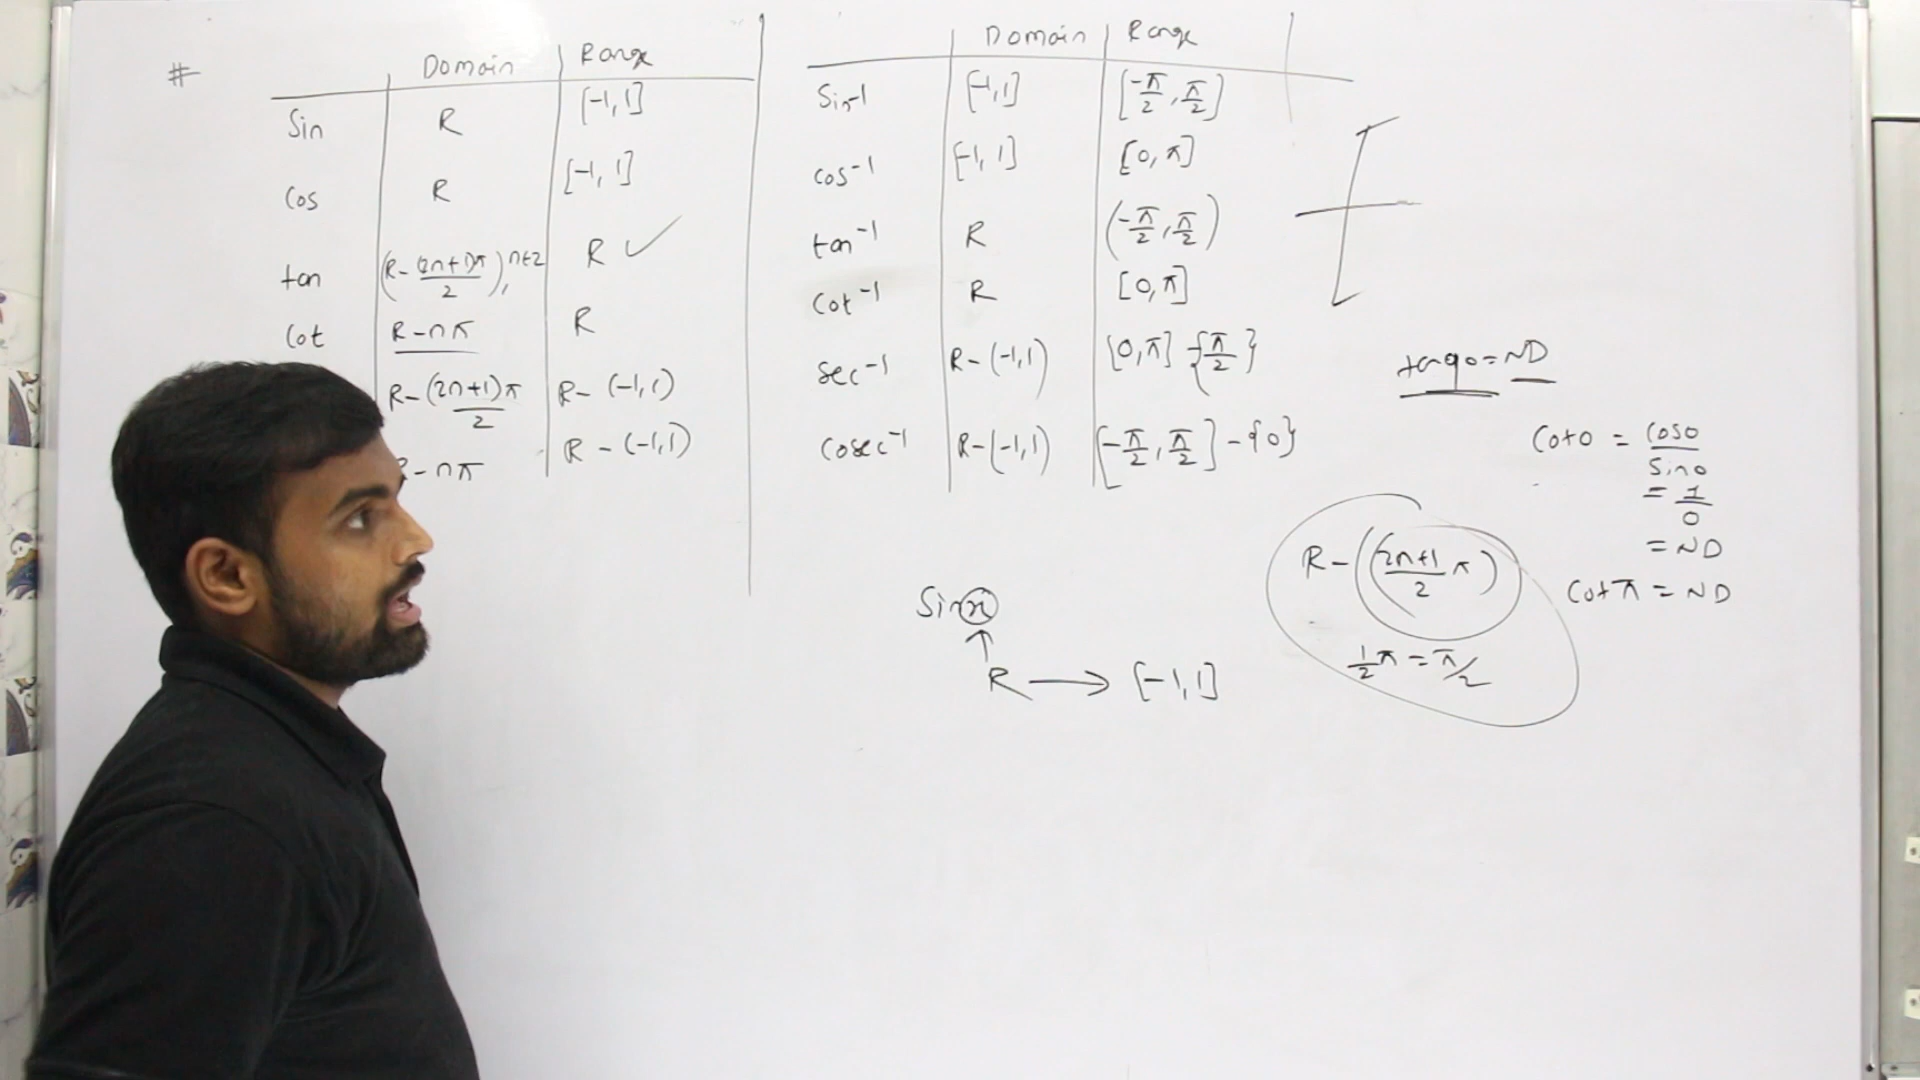 #
Domain Range
Sin R [-1, 1]
Cos R [-1, 1]
tan (R - (2n+1)π/2), n∈Z R ✓
Cot R - nπ R
R - (2n+1)π/2 R - (-1, 1)
R - nπ R - (-1, 1)
Domain Range
Sin⁻¹ [-1, 1] [-π/2, π/2]
Cos⁻¹ [-1, 1] [0, π]
tan⁻¹ R (-π/2, π/2)
Cot⁻¹ R [0, π]
Sec⁻¹ R - (-1, 1) [0, π] - {π/2}
Cosec⁻¹ R - (-1, 1) [-π/2, π/2] - {0}
tan90 = ND
Cot0 = Cos0/Sin0
= 1/0
= ND
Cotπ = ND
R - ((2n+1)/2 π)
1/2 π = π/2
Sin x
↑
R ⟶ [-1, 1]